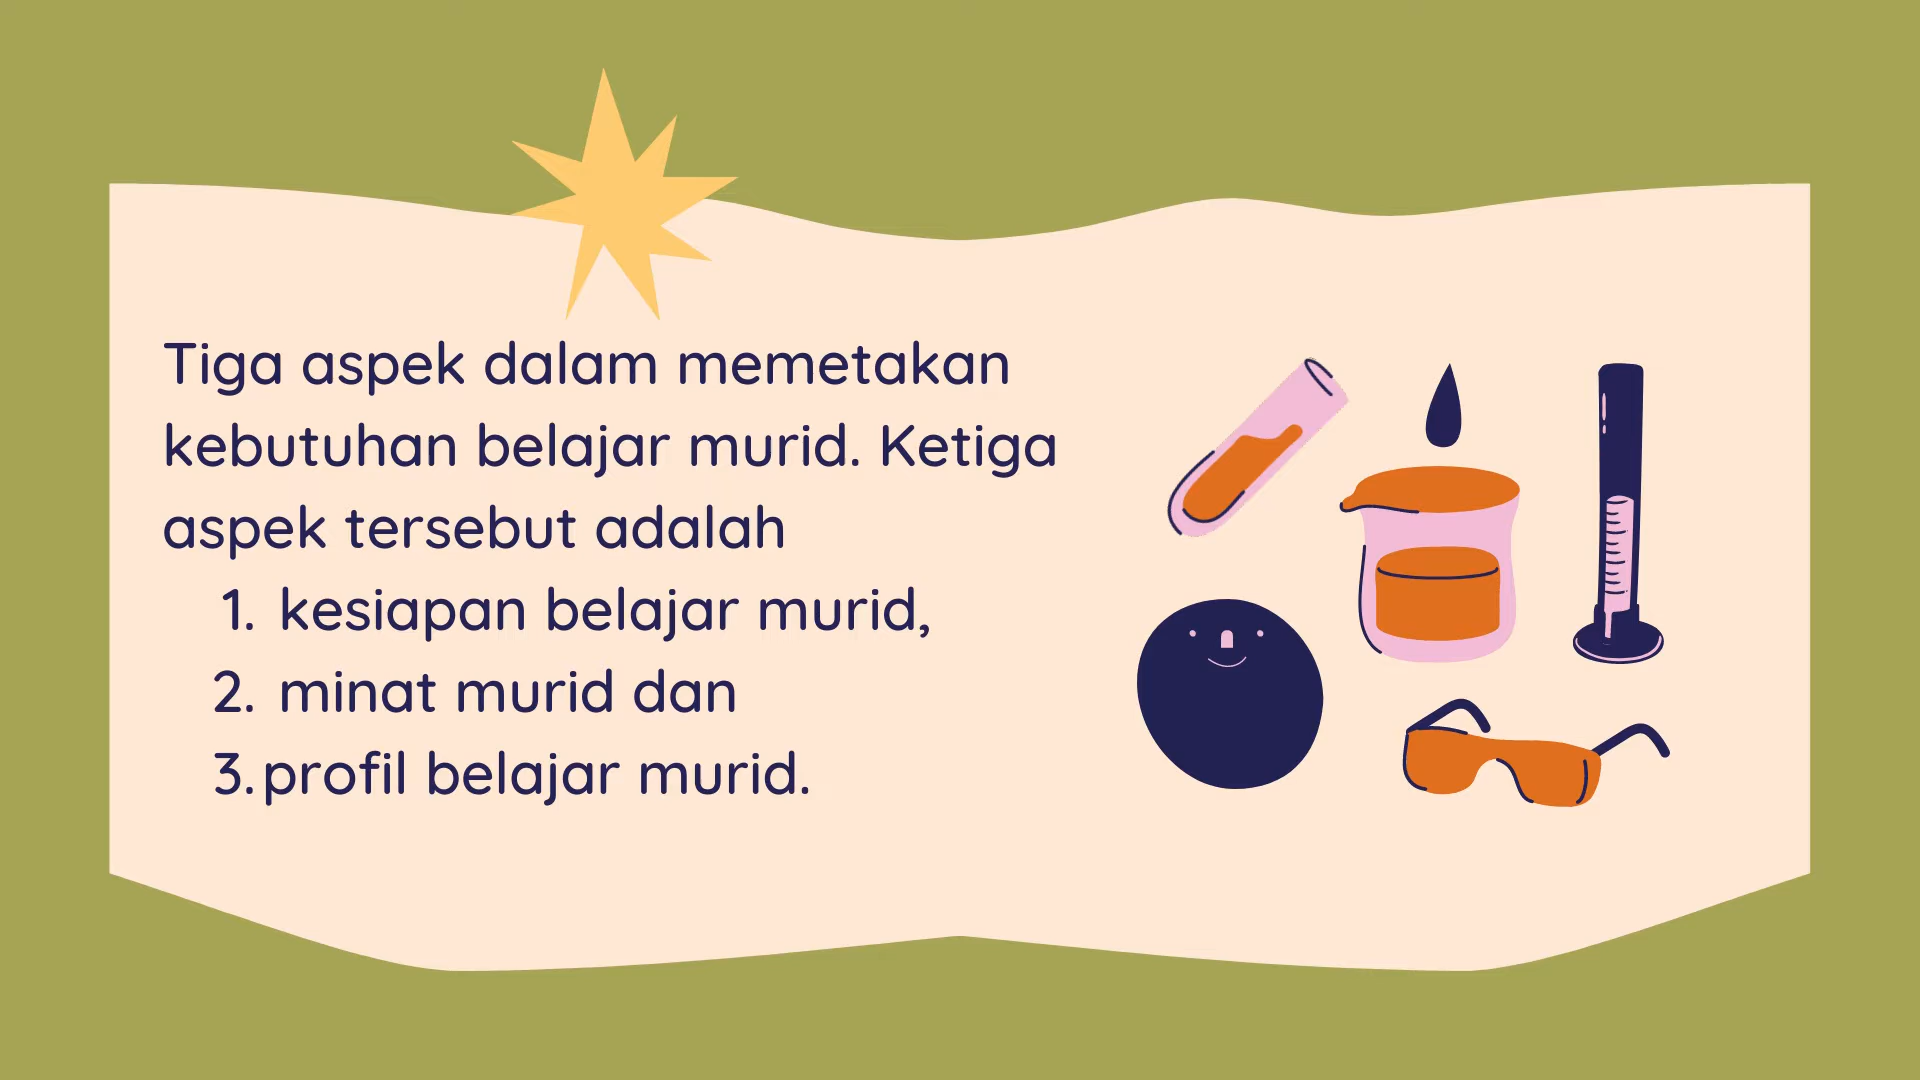 Tiga aspek dalam memetakan
kebutuhan belajar murid. Ketiga
aspek tersebut adalah
1. kesiapan belajar murid,
2. minat murid dan
3. profil belajar murid.